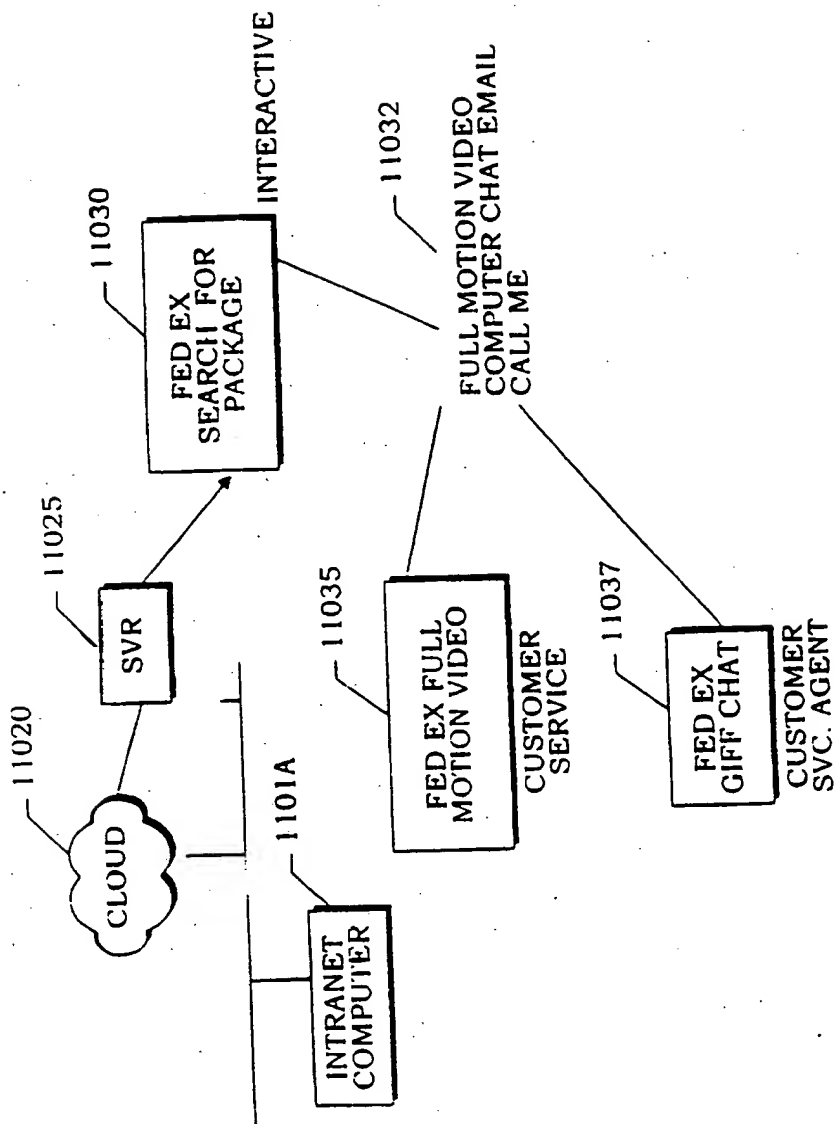 11020
CLOUD
11025
SVR
11030
FED EX
SEARCH FOR
PACKAGE
INTERACTIVE
1101A
INTRANET
COMPUTER
11035
FED EX FULL
MOTION VIDEO
CUSTOMER
SERVICE
11032
FULL MOTION VIDEO
COMPUTER CHAT EMAIL
CALL ME
11037
FED EX
GIFF CHAT
CUSTOMER
SVC. AGENT